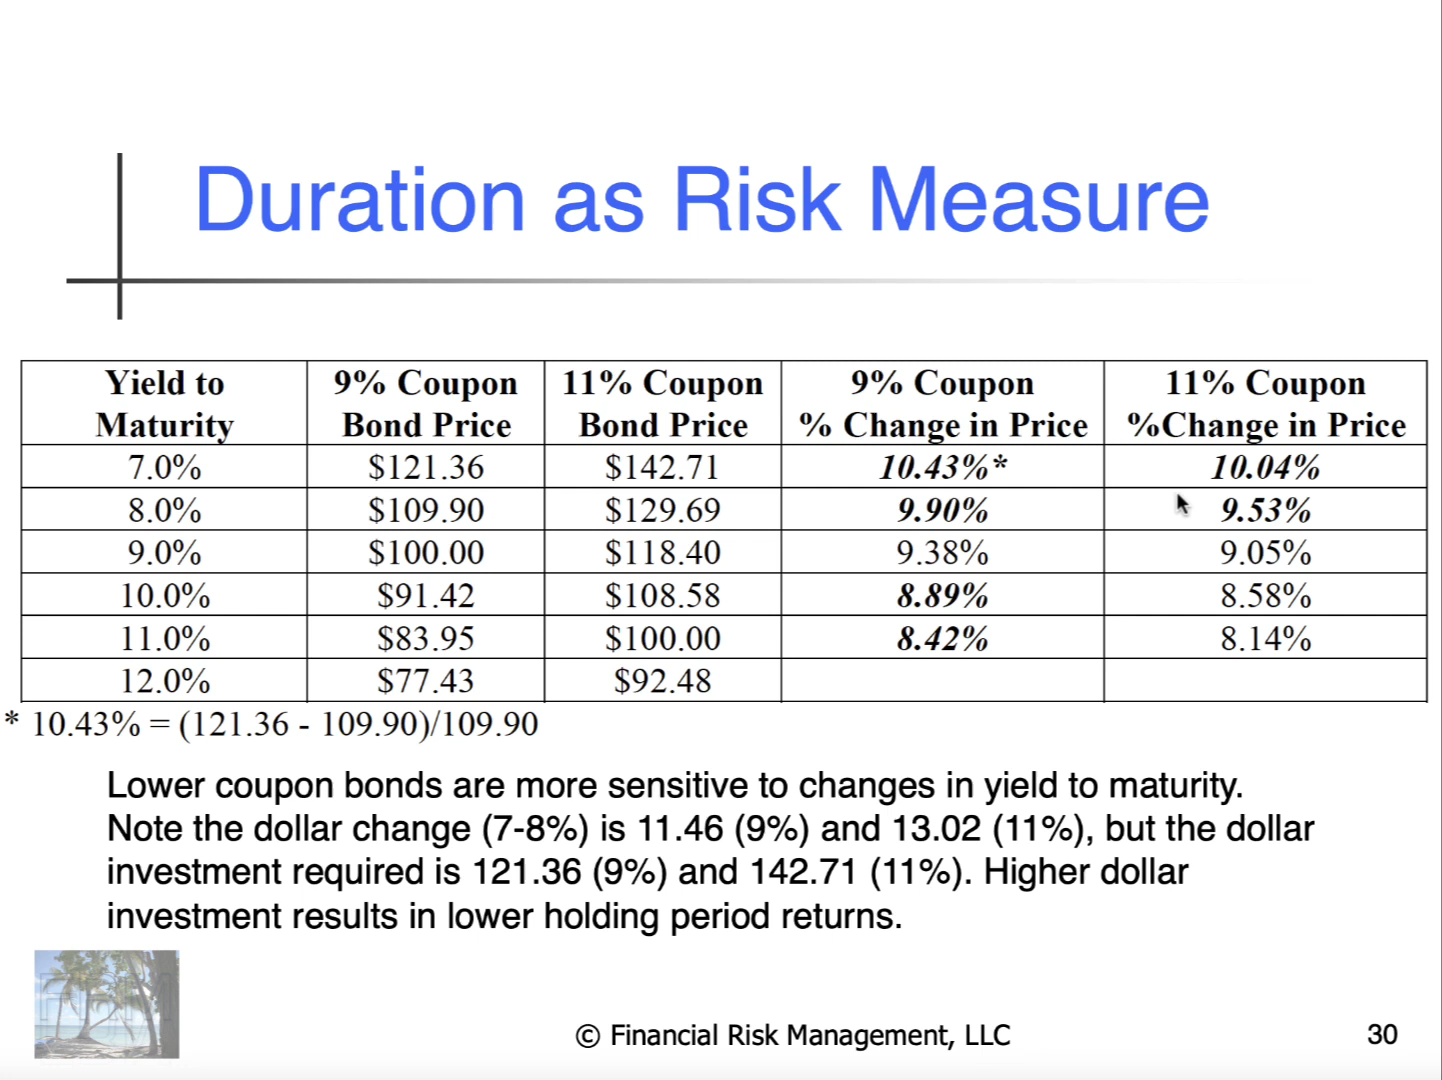 Duration as Risk Measure
Yield to Maturity 9% Coupon Bond Price 11% Coupon Bond Price 9% Coupon % Change in Price 11% Coupon %Change in Price
7.0% $121.36 $142.71 10.43%* 10.04%
8.0% $109.90 $129.69 9.90% 9.53%
9.0% $100.00 $118.40 9.38% 9.05%
10.0% $91.42 $108.58 8.89% 8.58%
11.0% $83.95 $100.00 8.42% 8.14%
12.0% $77.43 $92.48
* 10.43% = (121.36 - 109.90)/109.90
Lower coupon bonds are more sensitive to changes in yield to maturity.
Note the dollar change (7-8%) is 11.46 (9%) and 13.02 (11%), but the dollar
investment required is 121.36 (9%) and 142.71 (11%). Higher dollar
investment results in lower holding period returns.
© Financial Risk Management, LLC
30